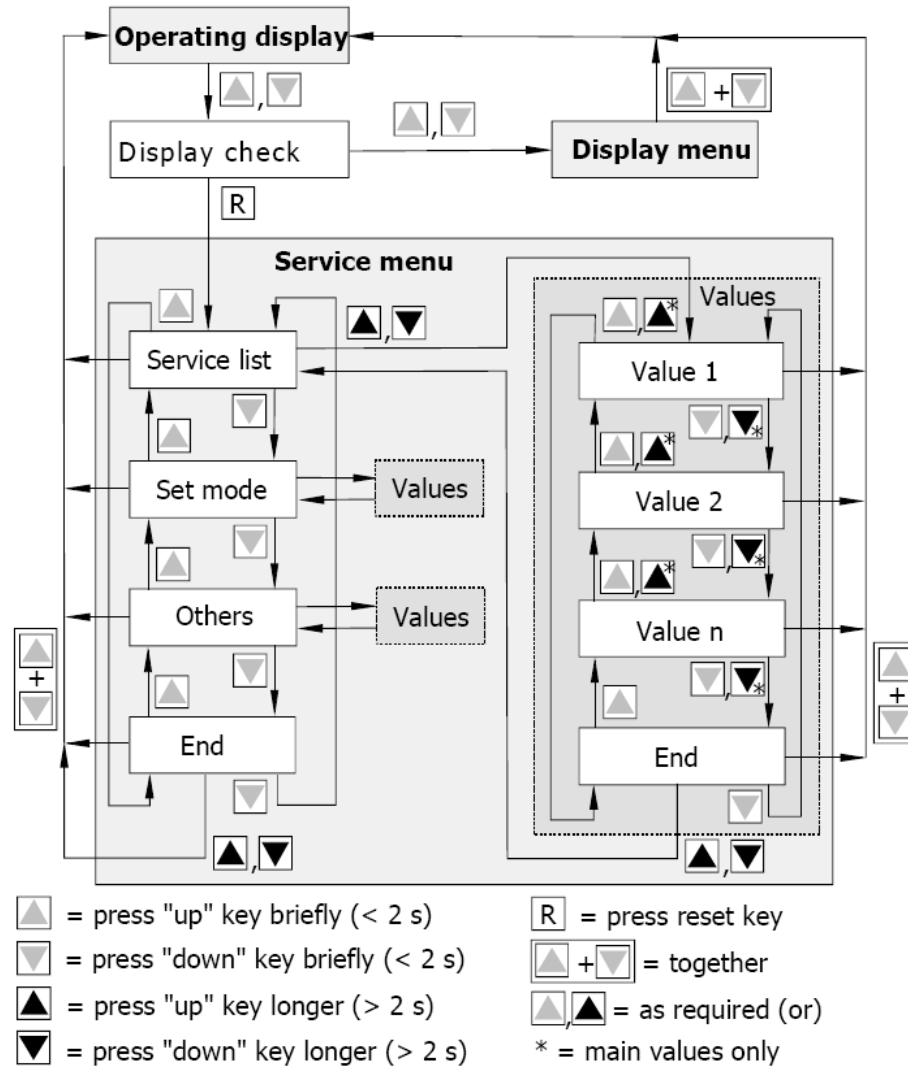 Operating display
,
,
+
Display check
Display menu
R
Service menu
Values
,
, *
Service list
Value 1
, *
, *
Set mode
Values
Value 2
, *
, *
Others
Values
Value n
+
, *
+
End
End
,
,
= press "up" key briefly (< 2 s)
R = press reset key
= press "down" key briefly (< 2 s)
+ = together
= press "up" key longer (> 2 s)
, = as required (or)
= press "down" key longer (> 2 s)
* = main values only